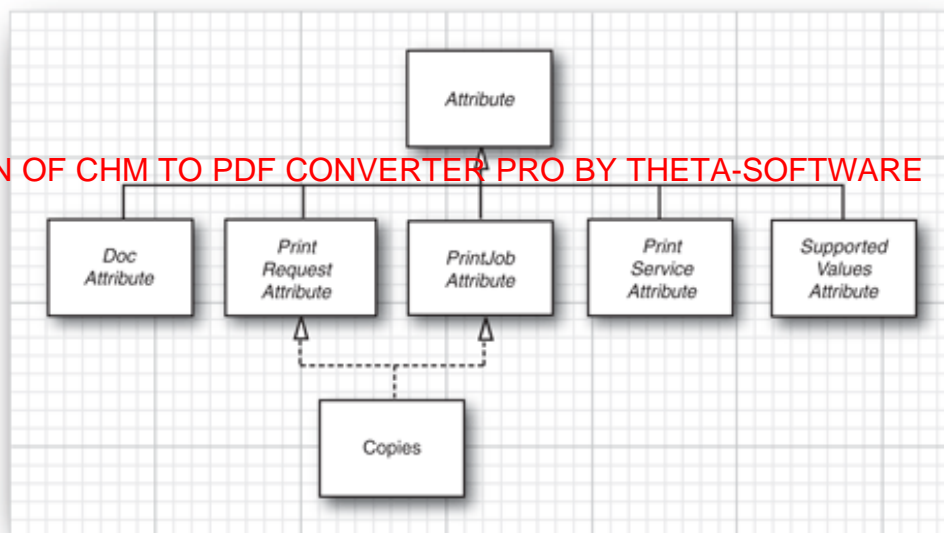 Attribute
N OF CHM TO PDF CONVERTER PRO BY THETA-SOFTWARE
Doc
Attribute
Print
Request
Attribute
PrintJob
Attribute
Print
Service
Attribute
Supported
Values
Attribute
Copies